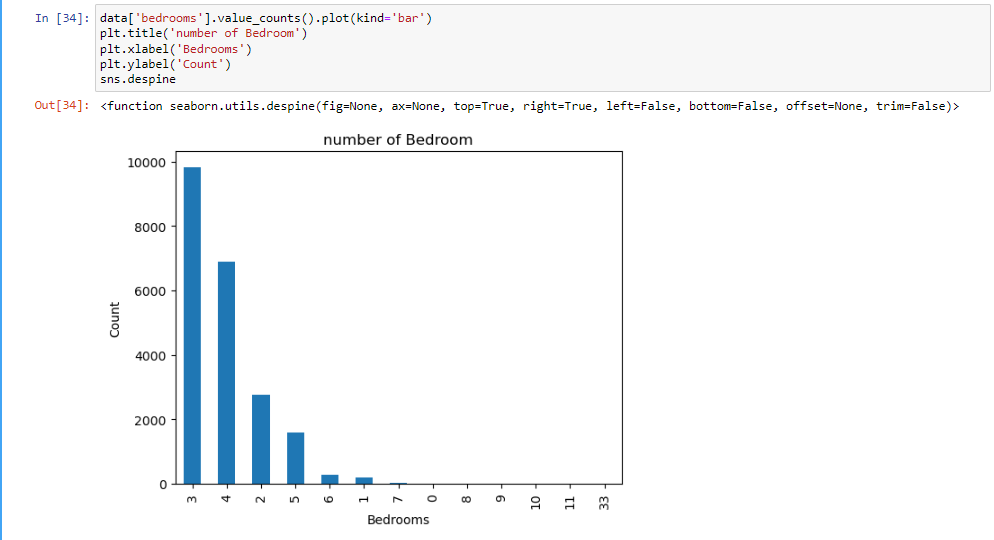 In [34]: data['bedrooms'].value_counts().plot(kind='bar')
plt.title('number of Bedroom')
plt.xlabel('Bedrooms')
plt.ylabel('Count')
sns.despine
Out[34]: <function seaborn.utils.despine(fig=None, ax=None, top=True, right=True, left=False, bottom=False, offset=None, trim=False)>
number of Bedroom
10000
8000
6000
4000
2000
0
Count
3 4 2 5 6 1 7 0 8 9 10 11 33
Bedrooms